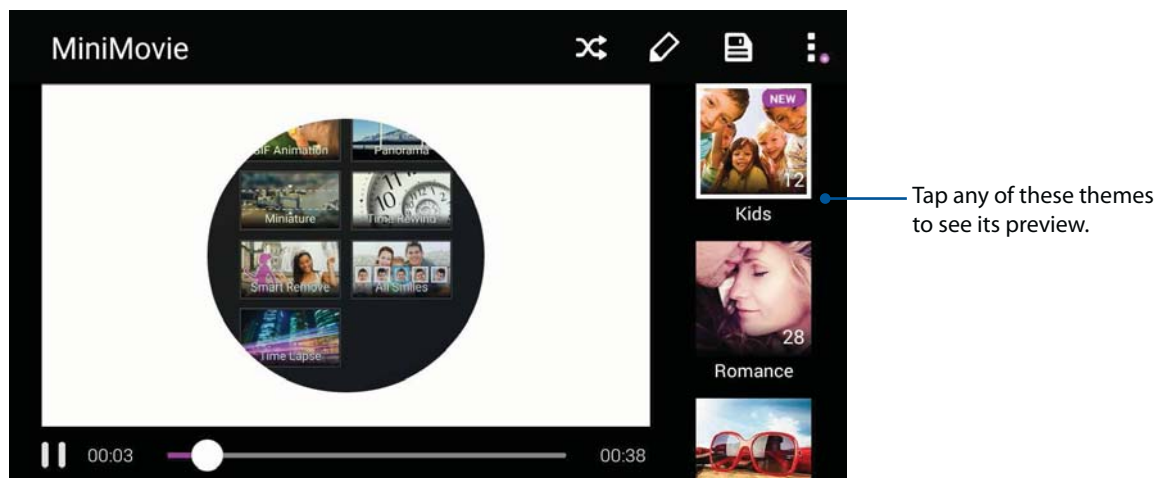 MiniMovie
GIF Animation
Panorama
Miniature
Time Rewind
Smart Remove
All Smiles
Time Lapse
00:03
00:38
NEW
12
Kids
28
Romance
Tap any of these themes
to see its preview.